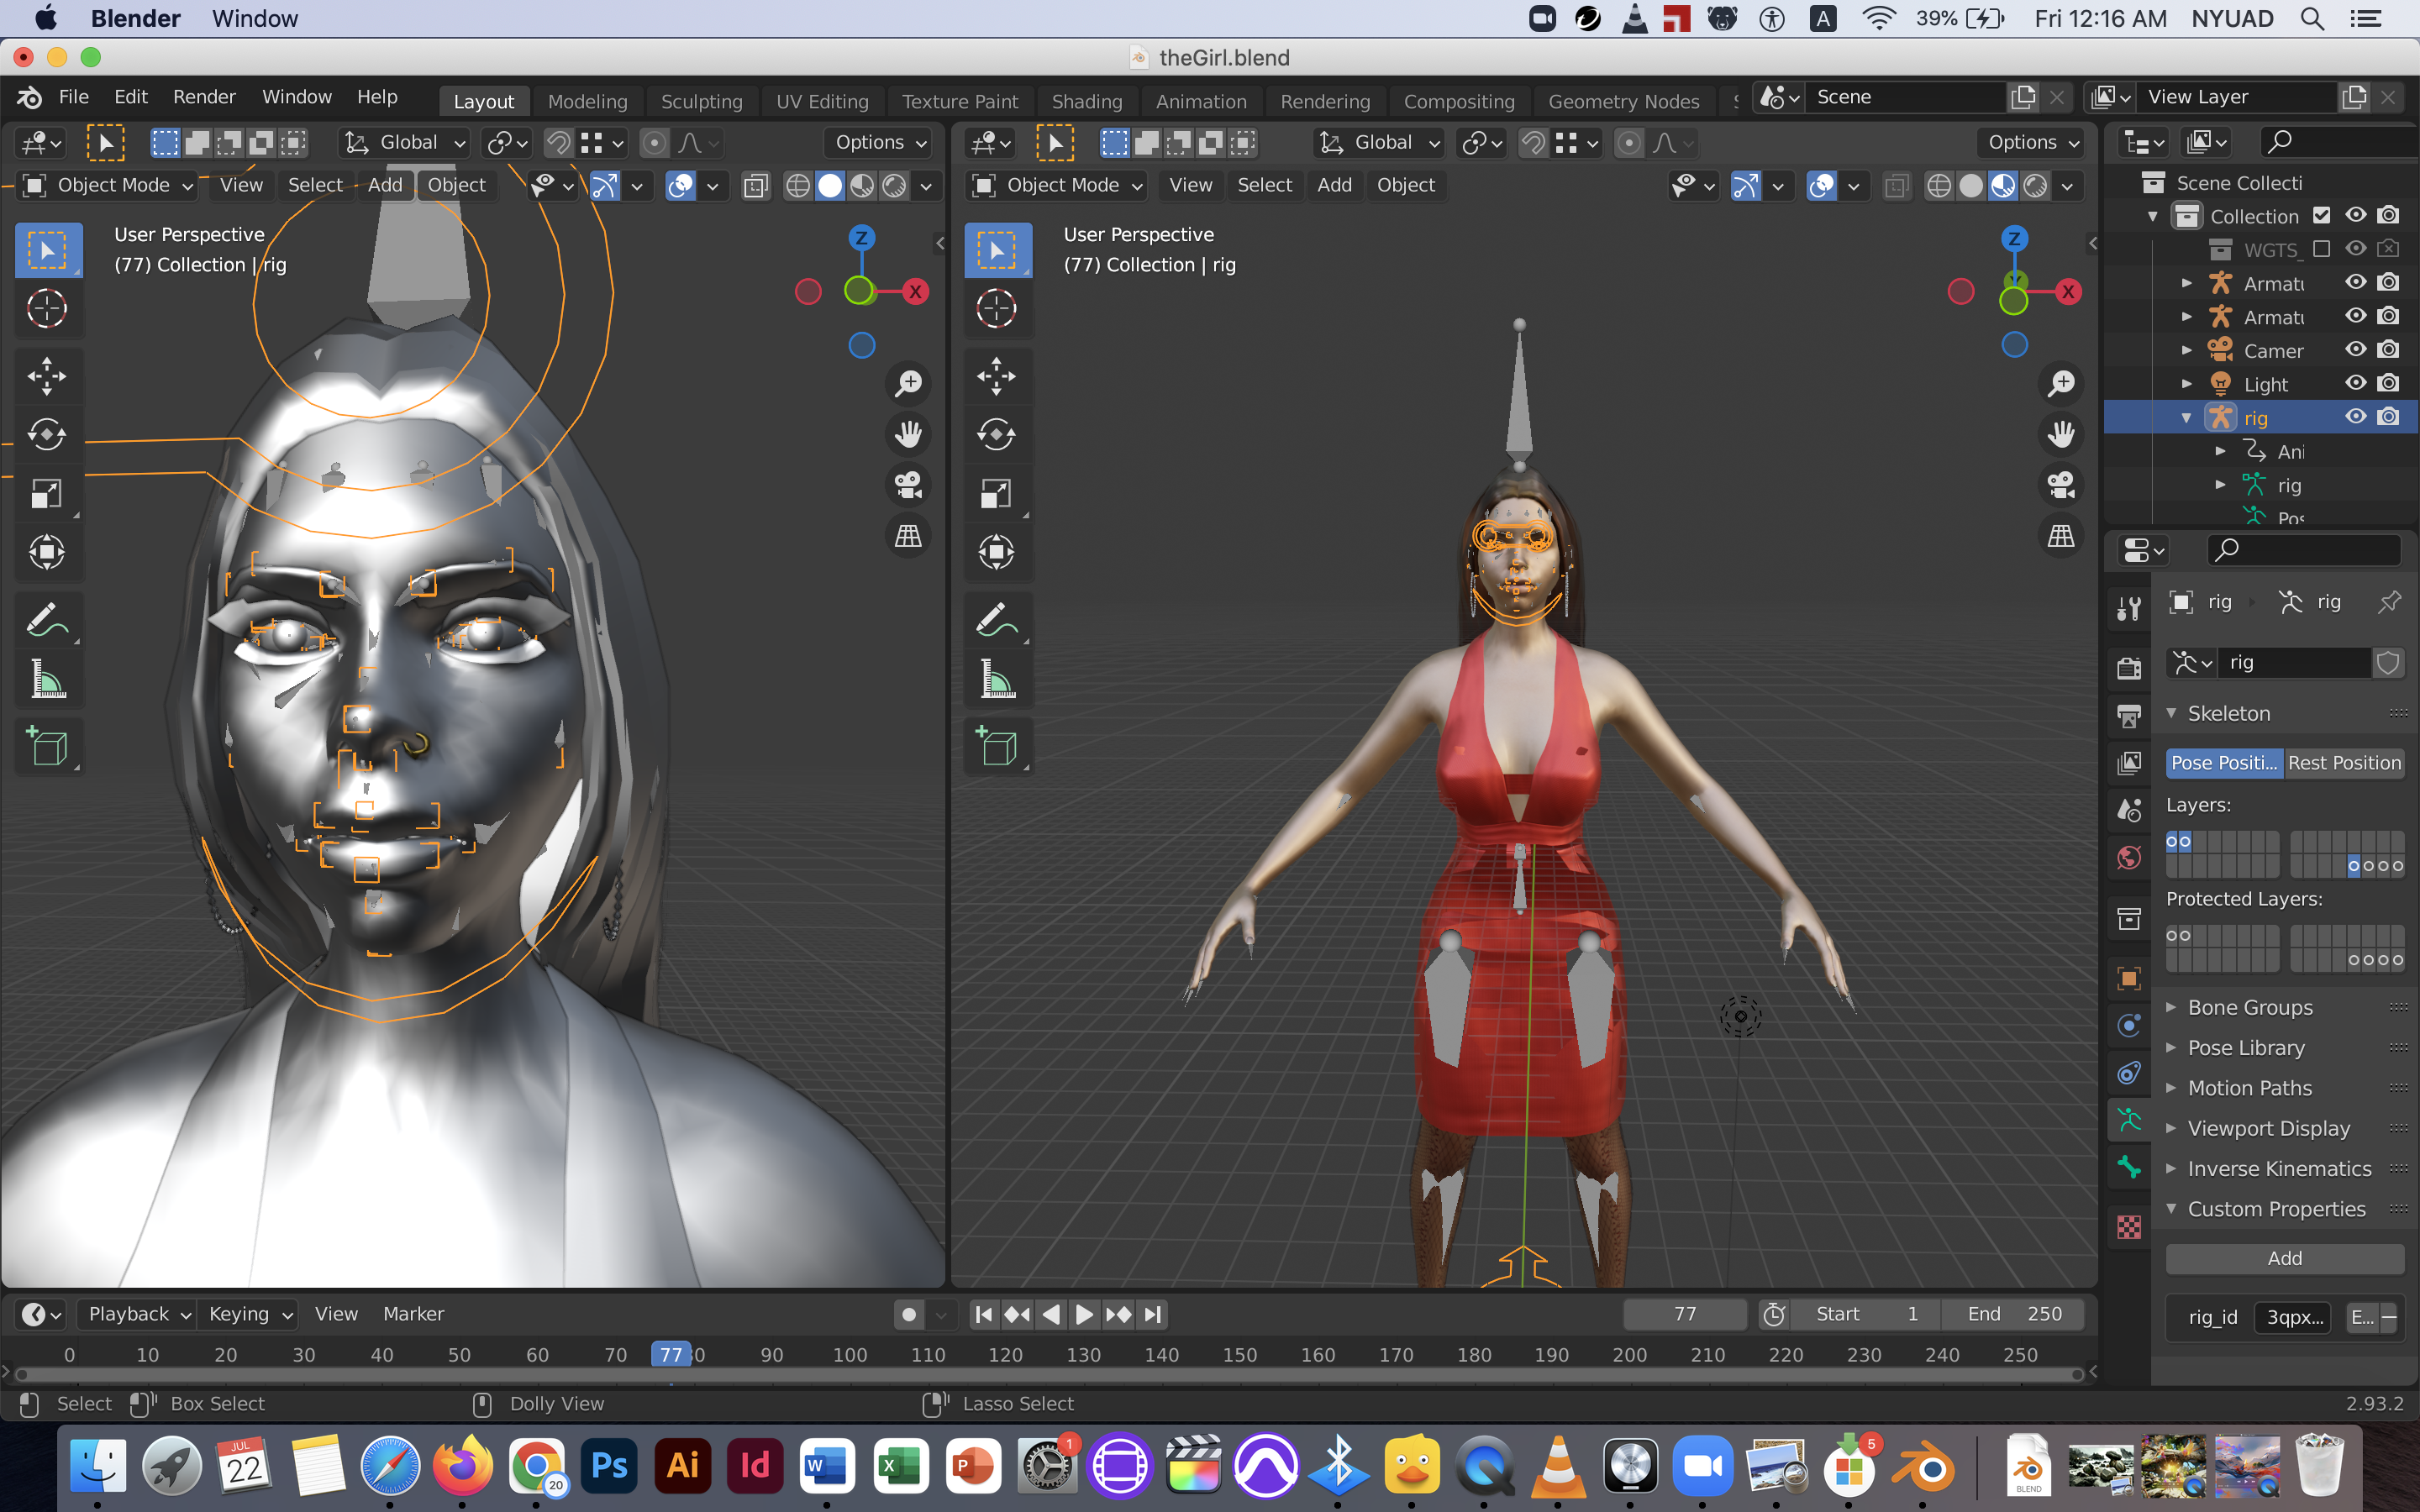 Blender Window
A 39% Fri 12:16 AM NYUAD
theGirl.blend
File Edit Render Window Help Layout Modeling Sculpting UV Editing Texture Paint Shading Animation Rendering Compositing Geometry Nodes Scene View Layer
Global Options
Object Mode View Select Add Object
User Perspective
(77) Collection | rig
Z
X
Global Options
Object Mode View Select Add Object
User Perspective
(77) Collection | rig
Z
Y
X
Scene Collecti
Collection
WGTS_
Armatu
Armatu
Camer
Light
rig
Ani
rig
Pos
rig rig
rig
Skeleton
Pose Positi... Rest Position
Layers:
Protected Layers:
Bone Groups
Pose Library
Motion Paths
Viewport Display
Inverse Kinematics
Custom Properties
Add
rig_id 3qpx... E...
Playback Keying View Marker 77 Start 1 End 250
0 10 20 30 40 50 60 70 77 90 100 110 120 130 140 150 160 170 180 190 200 210 220 230 240 250
Select Box Select Dolly View Lasso Select 2.93.2
JUL
22
20
Ps
Ai
Id
W
X
P
1
5
BLEND